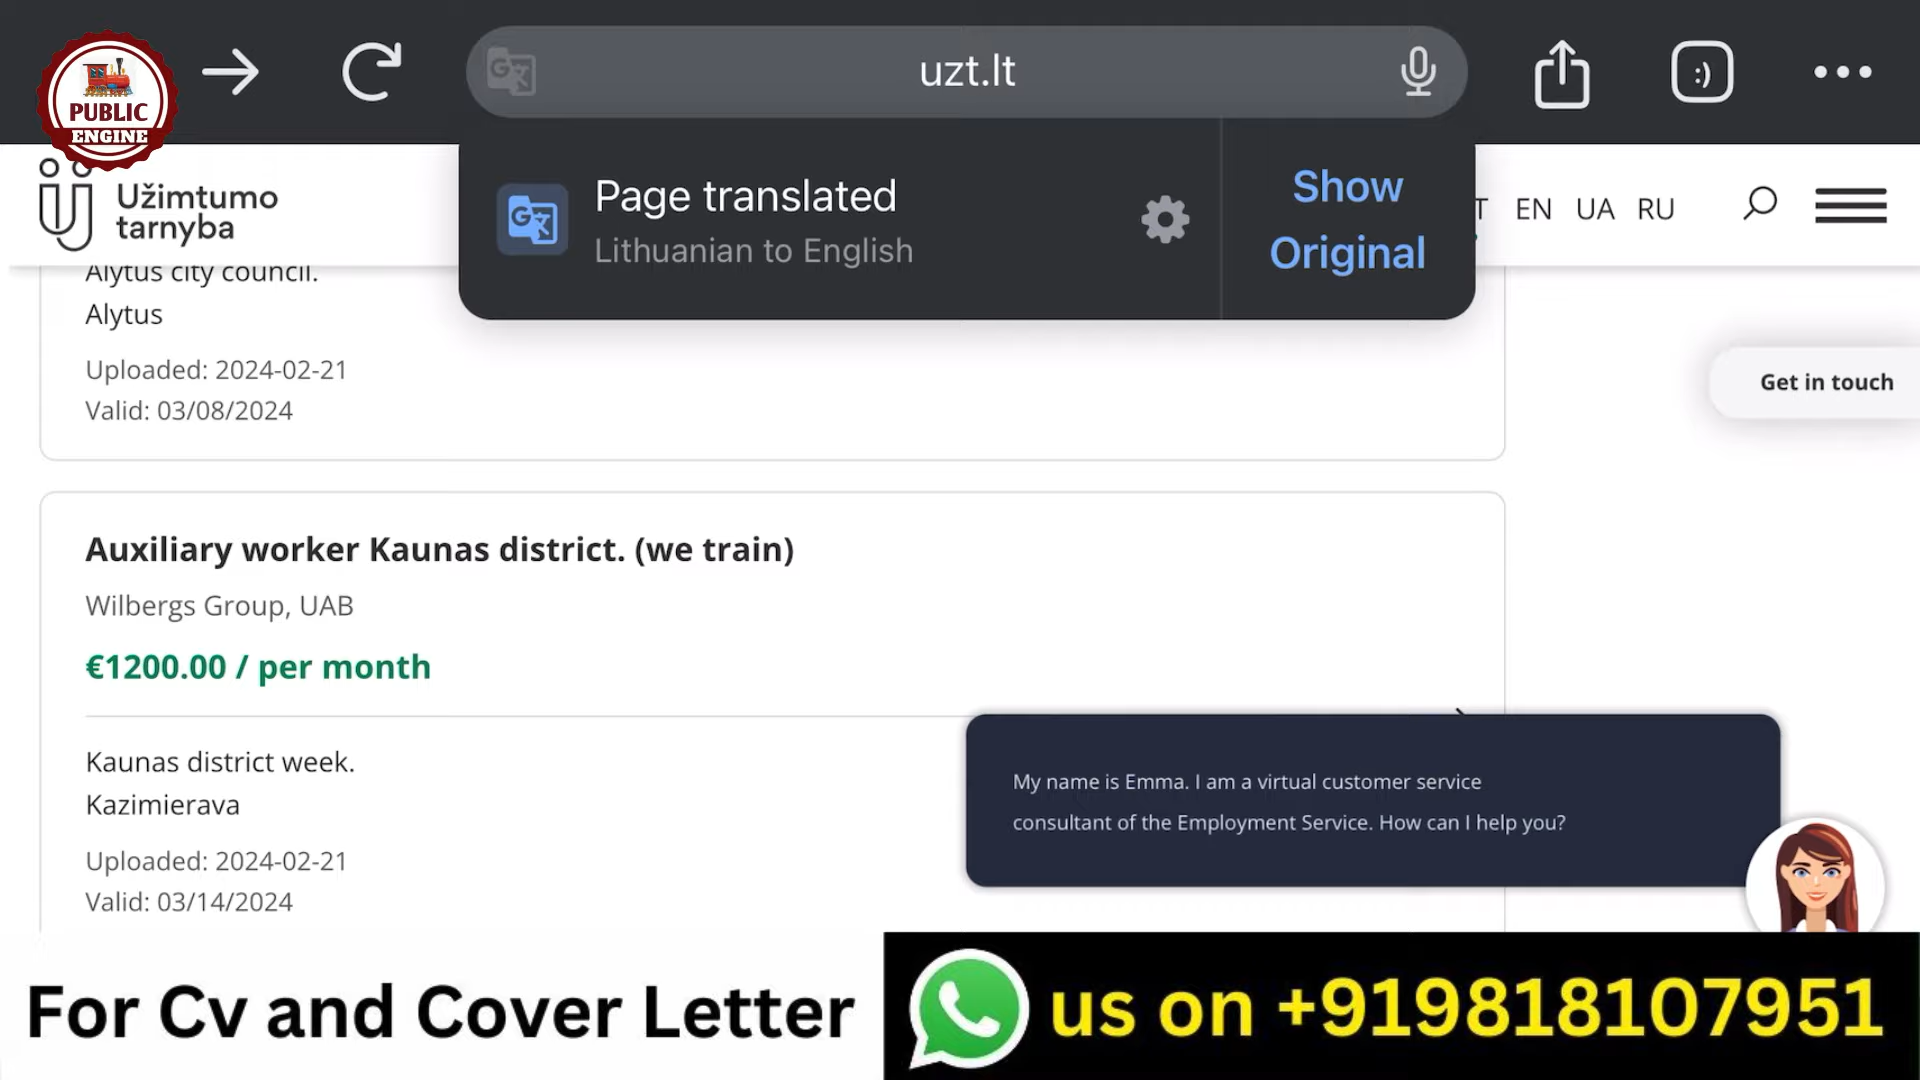 PUBLIC
ENGINE
uzt.lt
:)
Page translated
Lithuanian to English
Show
Original
Užimtumo
tarnyba
T EN UA RU
Alytus city council.
Alytus
Uploaded: 2024-02-21
Valid: 03/08/2024
Get in touch
Auxiliary worker Kaunas district. (we train)
Wilbergs Group, UAB
€1200.00 / per month
Kaunas district week.
Kazimierava
Uploaded: 2024-02-21
Valid: 03/14/2024
My name is Emma. I am a virtual customer service
consultant of the Employment Service. How can I help you?
For Cv and Cover Letter
us on +919818107951